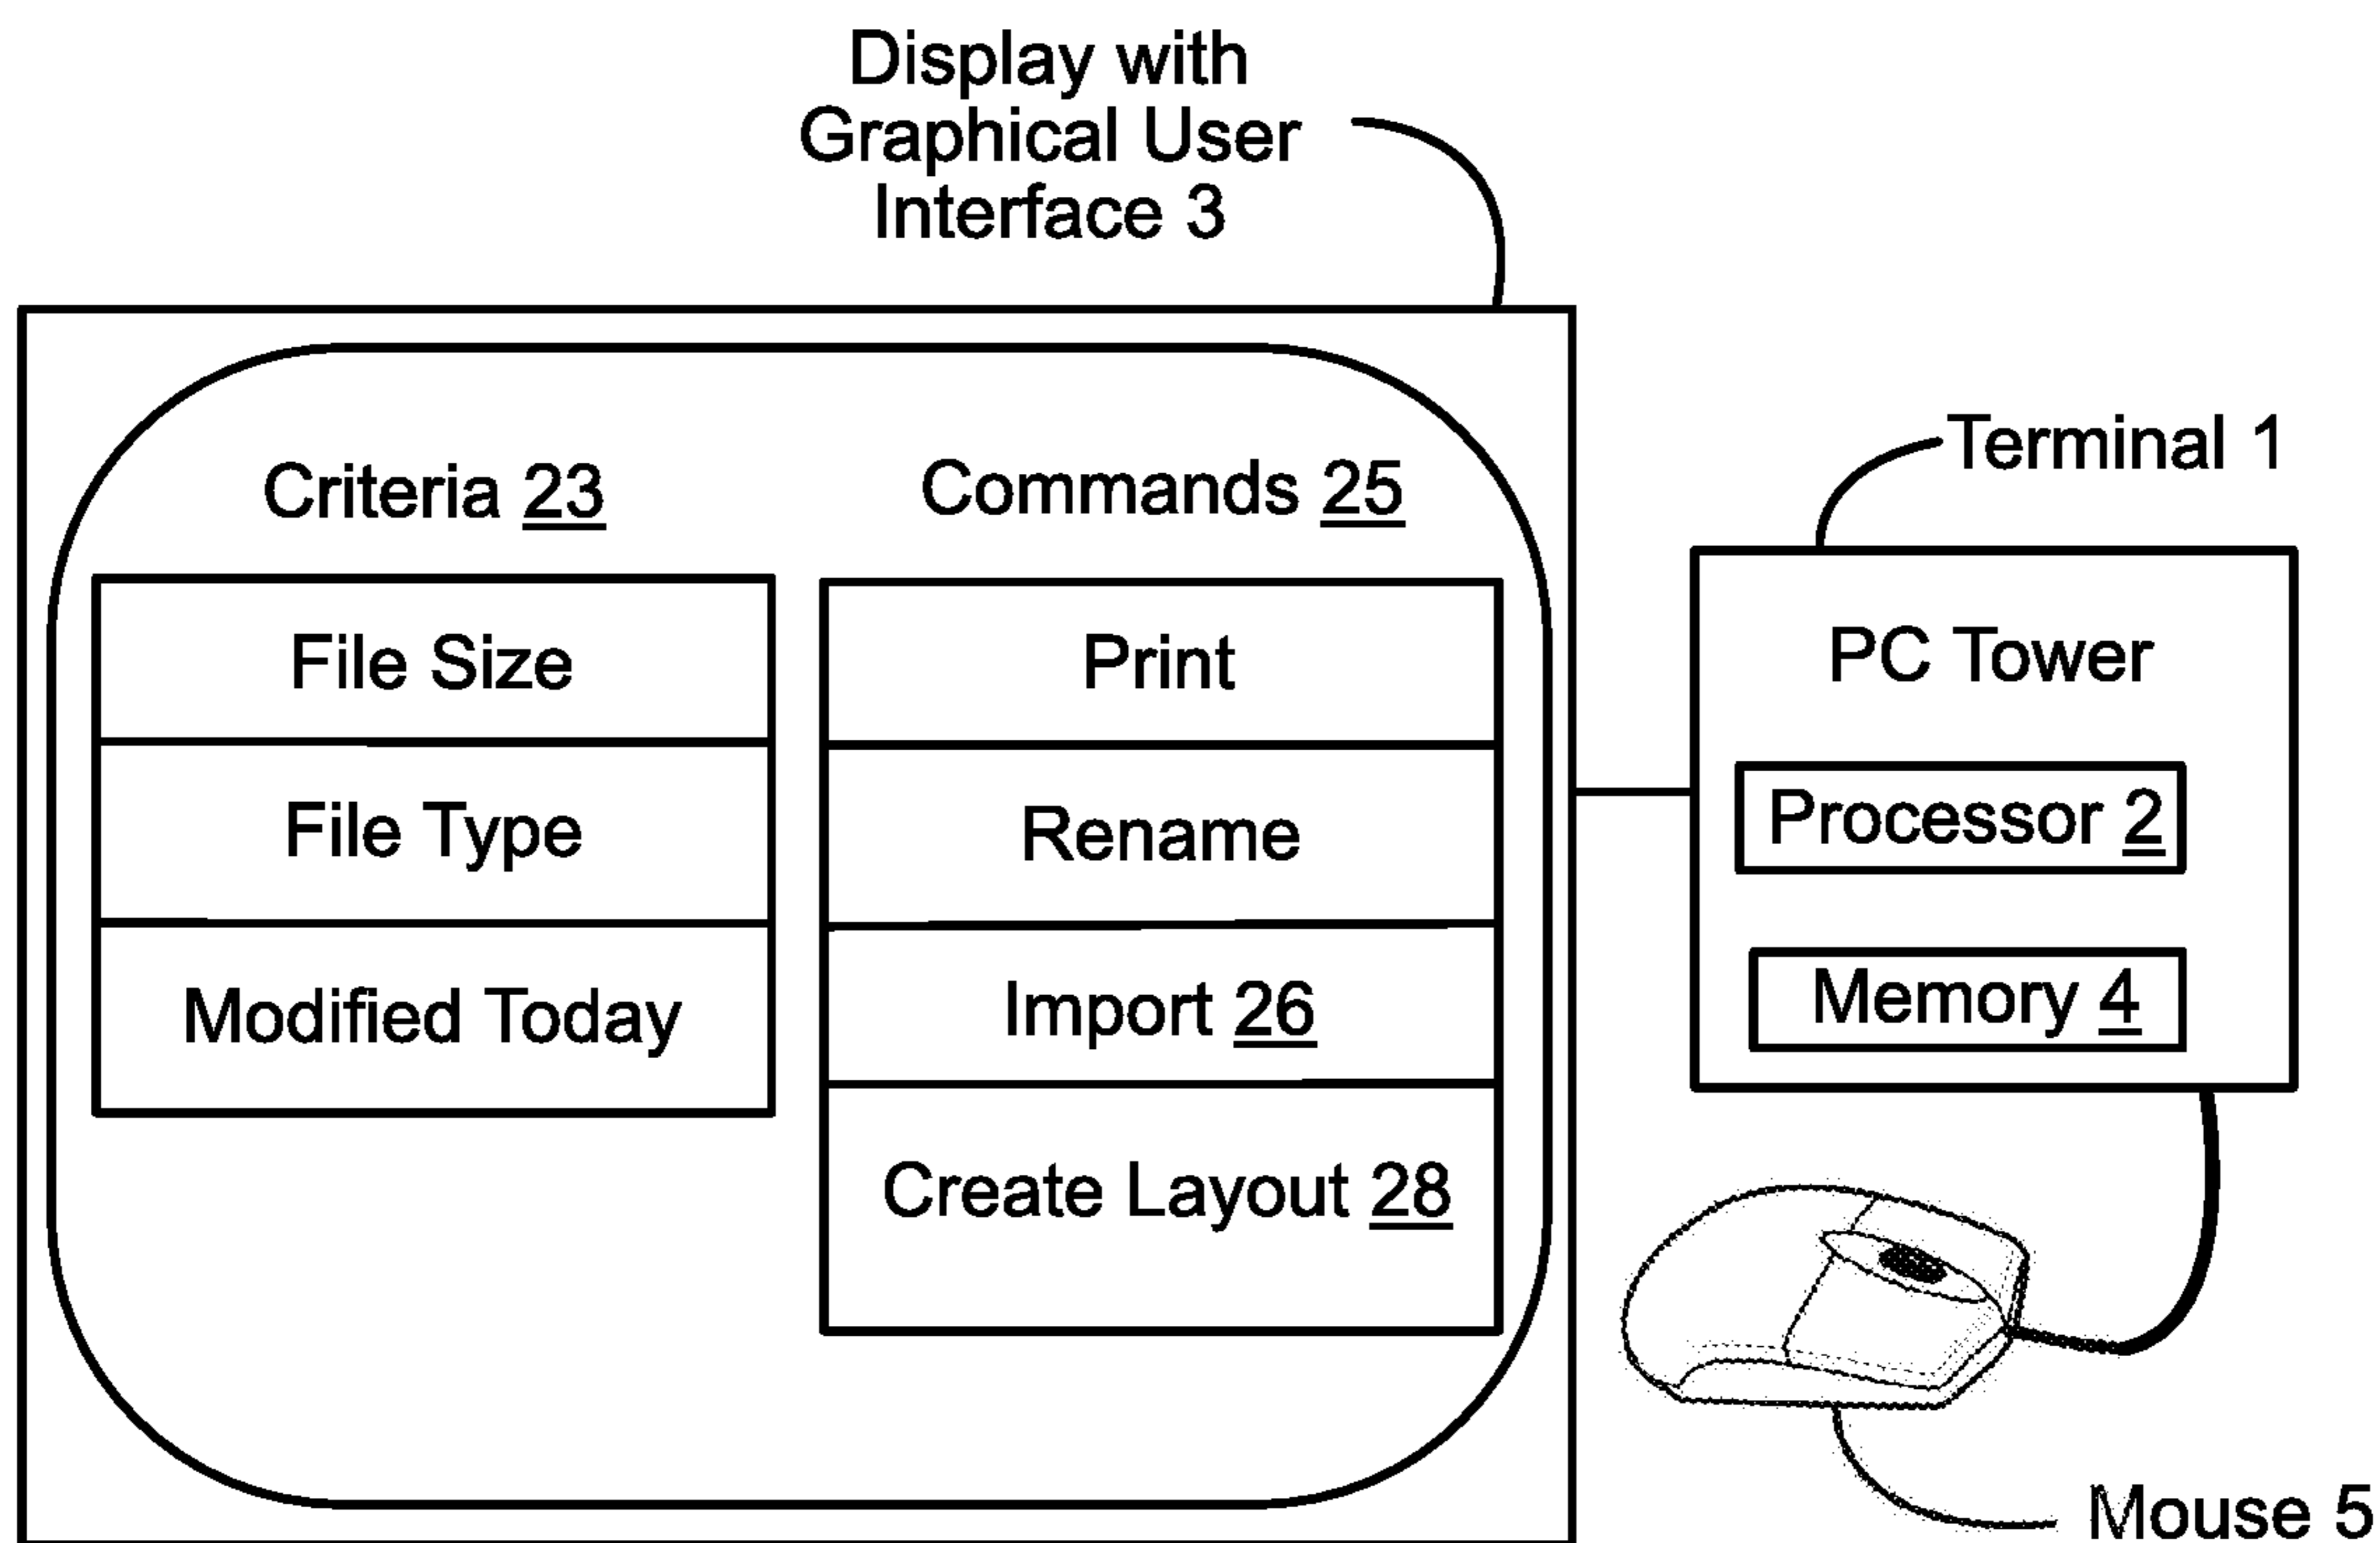 Display with
Graphical User
Interface 3
Criteria 23
Commands 25
File Size
File Type
Modified Today
Print
Rename
Import 26
Create Layout 28
Terminal 1
PC Tower
Processor 2
Memory 4
Mouse 5